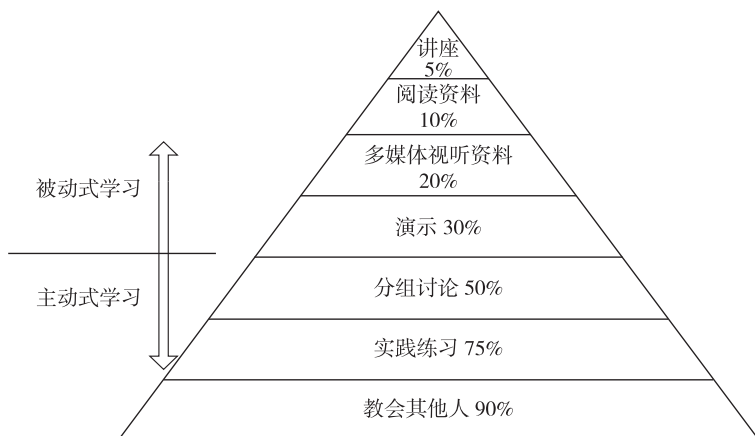 讲座
5%
阅读资料
10%
多媒体视听资料
20%
被动式学习
演示 30%
主动式学习
分组讨论 50%
实践练习 75%
教会其他人 90%